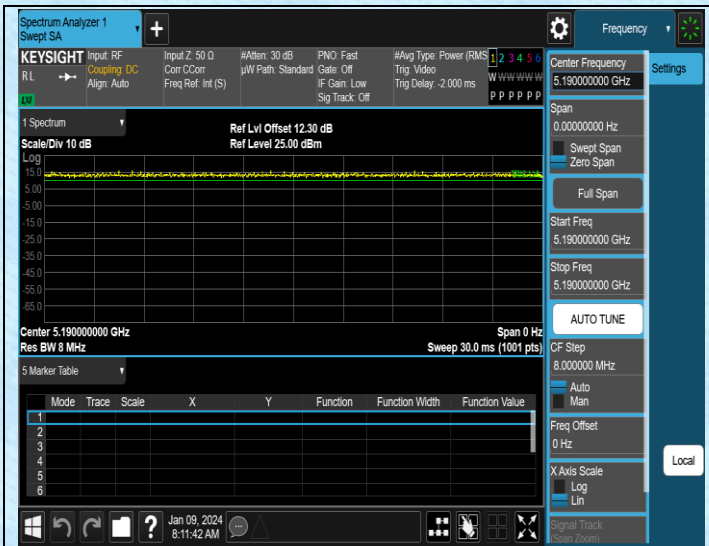 Spectrum Analyzer 1
Swept SA
Frequency
KEYSIGHT
RL
LXI
Input: RF
Coupling: DC
Align: Auto
Input Z: 50 Ω
Corr CCorr
Freq Ref: Int (S)
#Atten: 30 dB
µW Path: Standard
PNO: Fast
Gate: Off
IF Gain: Low
Sig Track: Off
#Avg Type: Power (RMS
Trig: Video
Trig Delay: -2.000 ms
1 2 3 4 5 6
W W W W W W
P P P P P P
1 Spectrum
Scale/Div 10 dB
Ref Lvl Offset 12.30 dB
Ref Level 25.00 dBm
Log
15.0
5.00
-5.00
-15.0
-25.0
-35.0
-45.0
-55.0
-65.0
Center 5.190000000 GHz
Span 0 Hz
Res BW 8 MHz
Sweep 30.0 ms (1001 pts)
5 Marker Table
Mode Trace Scale X Y Function Function Width Function Value
1
2
3
4
5
6
Jan 09, 2024
8:11:42 AM
Center Frequency
5.190000000 GHz
Span
0.00000000 Hz
Swept Span
Zero Span
Full Span
Start Freq
5.190000000 GHz
Stop Freq
5.190000000 GHz
AUTO TUNE
CF Step
8.000000 MHz
Auto
Man
Freq Offset
0 Hz
X Axis Scale
Log
Lin
Signal Track
(Span Zoom)
Settings
Local